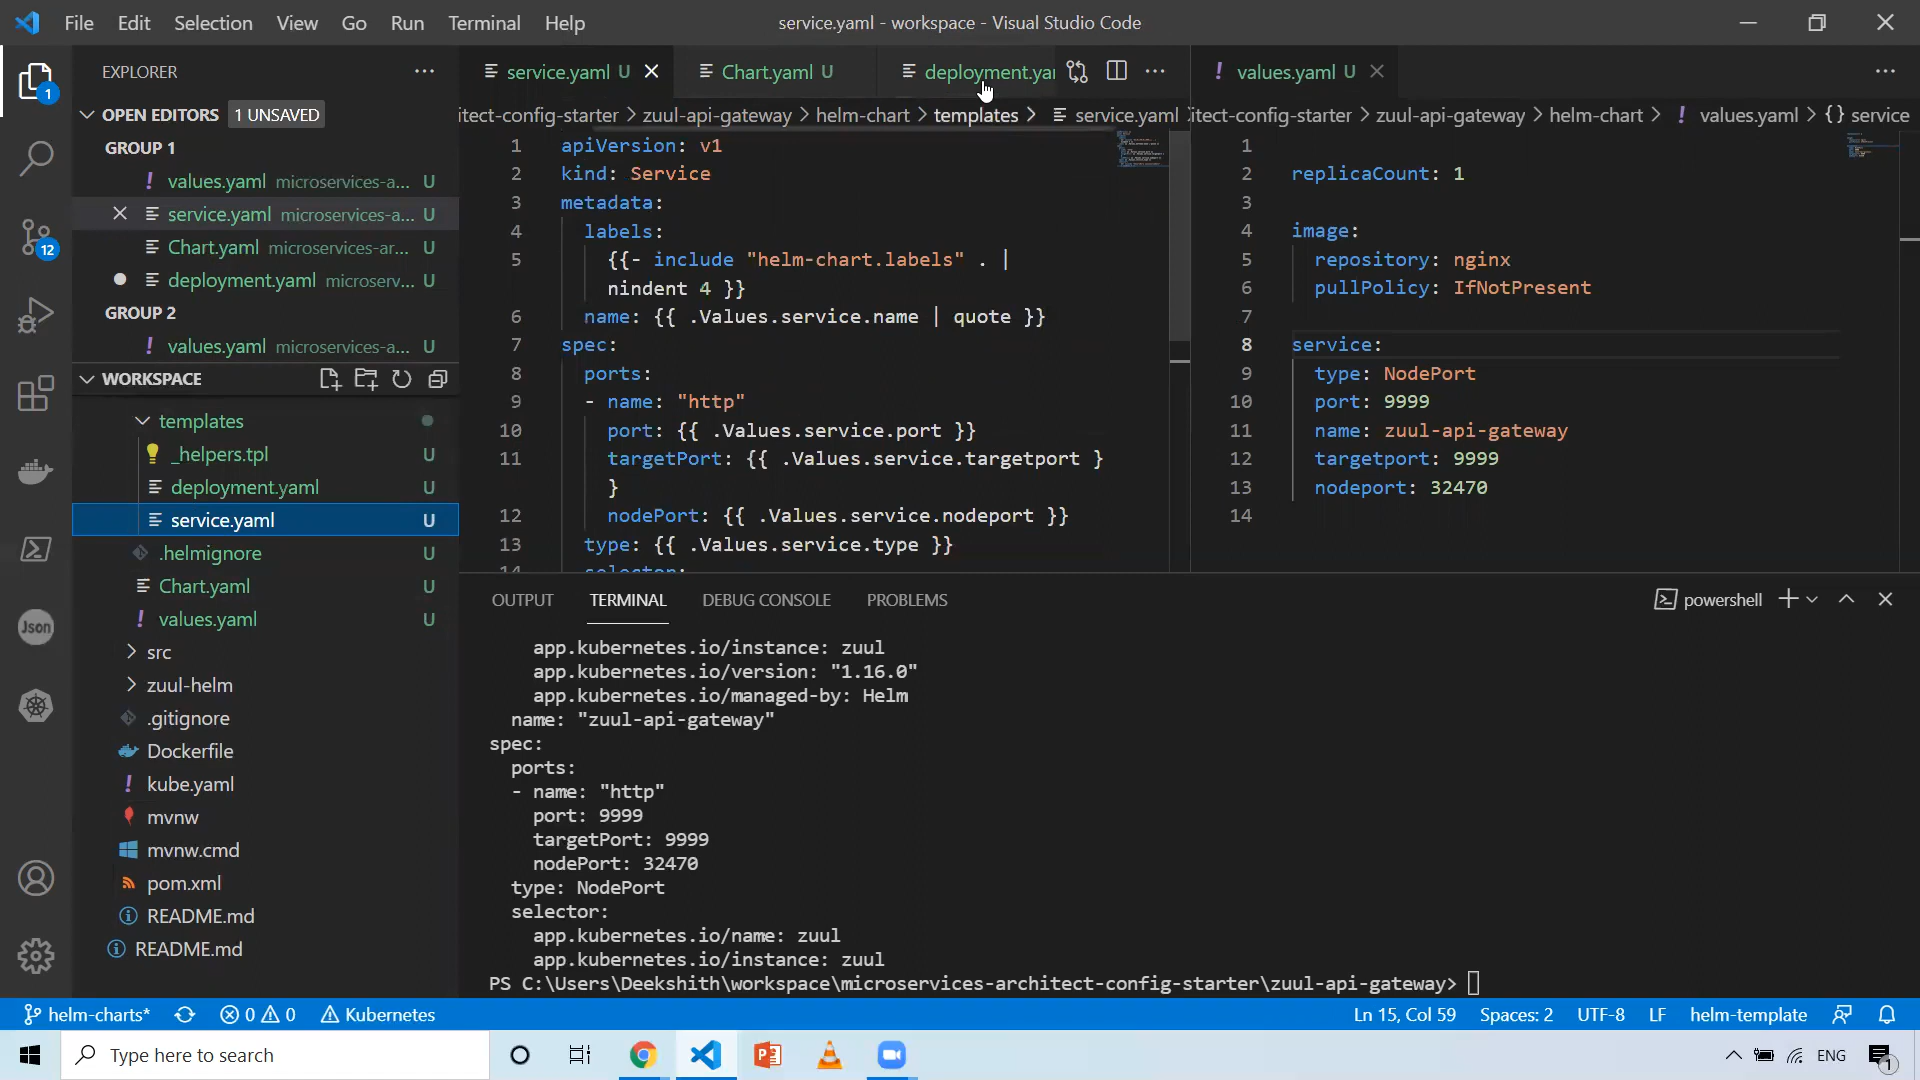 File Edit Selection View Go Run Terminal Help
service.yaml - workspace - Visual Studio Code
EXPLORER
OPEN EDITORS 1 UNSAVED
GROUP 1
values.yaml microservices-a... U
service.yaml microservices-a... U
Chart.yaml microservices-ar... U
deployment.yaml microserv... U
GROUP 2
values.yaml microservices-a... U
WORKSPACE
templates
_helpers.tpl U
deployment.yaml U
service.yaml U
.helmignore U
Chart.yaml U
values.yaml U
src
zuul-helm
.gitignore
Dockerfile
kube.yaml
mvnw
mvnw.cmd
pom.xml
README.md
README.md
1
12
Json
service.yaml U
Chart.yaml U
deployment.yar
itect-config-starter > zuul-api-gateway > helm-chart > templates > service.yaml
1 apiVersion: v1
2 kind: Service
3 metadata:
4 labels:
5 {{- include "helm-chart.labels" . |
nindent 4 }}
6 name: {{ .Values.service.name | quote }}
7 spec:
8 ports:
9 - name: "http"
10 port: {{ .Values.service.port }}
11 targetPort: {{ .Values.service.targetport }
}
12 nodePort: {{ .Values.service.nodeport }}
13 type: {{ .Values.service.type }}
14 selector:
values.yaml U
itect-config-starter > zuul-api-gateway > helm-chart > values.yaml > {} service
1
2 replicaCount: 1
3
4 image:
5 repository: nginx
6 pullPolicy: IfNotPresent
7
8 service:
9 type: NodePort
10 port: 9999
11 name: zuul-api-gateway
12 targetport: 9999
13 nodeport: 32470
14
OUTPUT TERMINAL DEBUG CONSOLE PROBLEMS
powershell
app.kubernetes.io/instance: zuul
app.kubernetes.io/version: "1.16.0"
app.kubernetes.io/managed-by: Helm
name: "zuul-api-gateway"
spec:
ports:
- name: "http"
port: 9999
targetPort: 9999
nodePort: 32470
type: NodePort
selector:
app.kubernetes.io/name: zuul
app.kubernetes.io/instance: zuul
PS C:\Users\Deekshith\workspace\microservices-architect-config-starter\zuul-api-gateway>
helm-charts* 0 0 Kubernetes
Ln 15, Col 59 Spaces: 2 UTF-8 LF helm-template
Type here to search
ENG
1